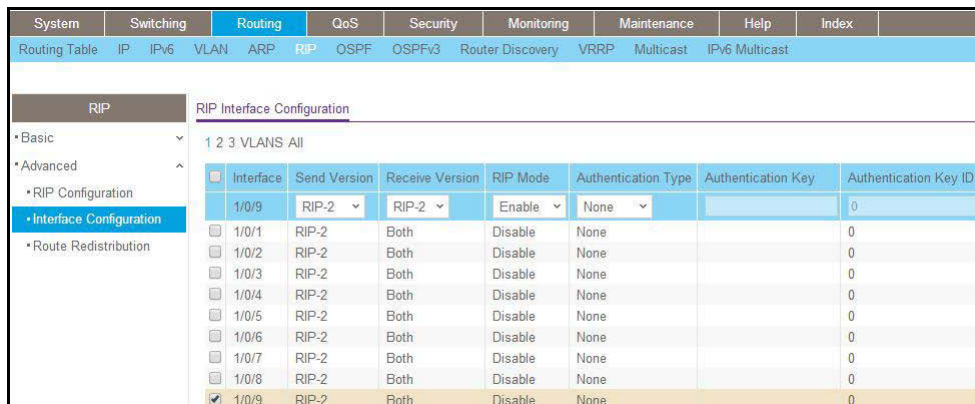 System Switching Routing QoS Security Monitoring Maintenance Help Index
Routing Table IP IPv6 VLAN ARP RIP OSPF OSPFv3 Router Discovery VRRP Multicast IPv6 Multicast
RIP
RIP Interface Configuration
Basic
1 2 3 VLANS All
Advanced
RIP Configuration
Interface Configuration
Route Redistribution
Interface Send Version Receive Version RIP Mode Authentication Type Authentication Key Authentication Key ID
1/0/9 RIP-2 RIP-2 Enable None 0
1/0/1 RIP-2 Both Disable None 0
1/0/2 RIP-2 Both Disable None 0
1/0/3 RIP-2 Both Disable None 0
1/0/4 RIP-2 Both Disable None 0
1/0/5 RIP-2 Both Disable None 0
1/0/6 RIP-2 Both Disable None 0
1/0/7 RIP-2 Both Disable None 0
1/0/8 RIP-2 Both Disable None 0
1/0/9 RIP-2 Both Disable None 0